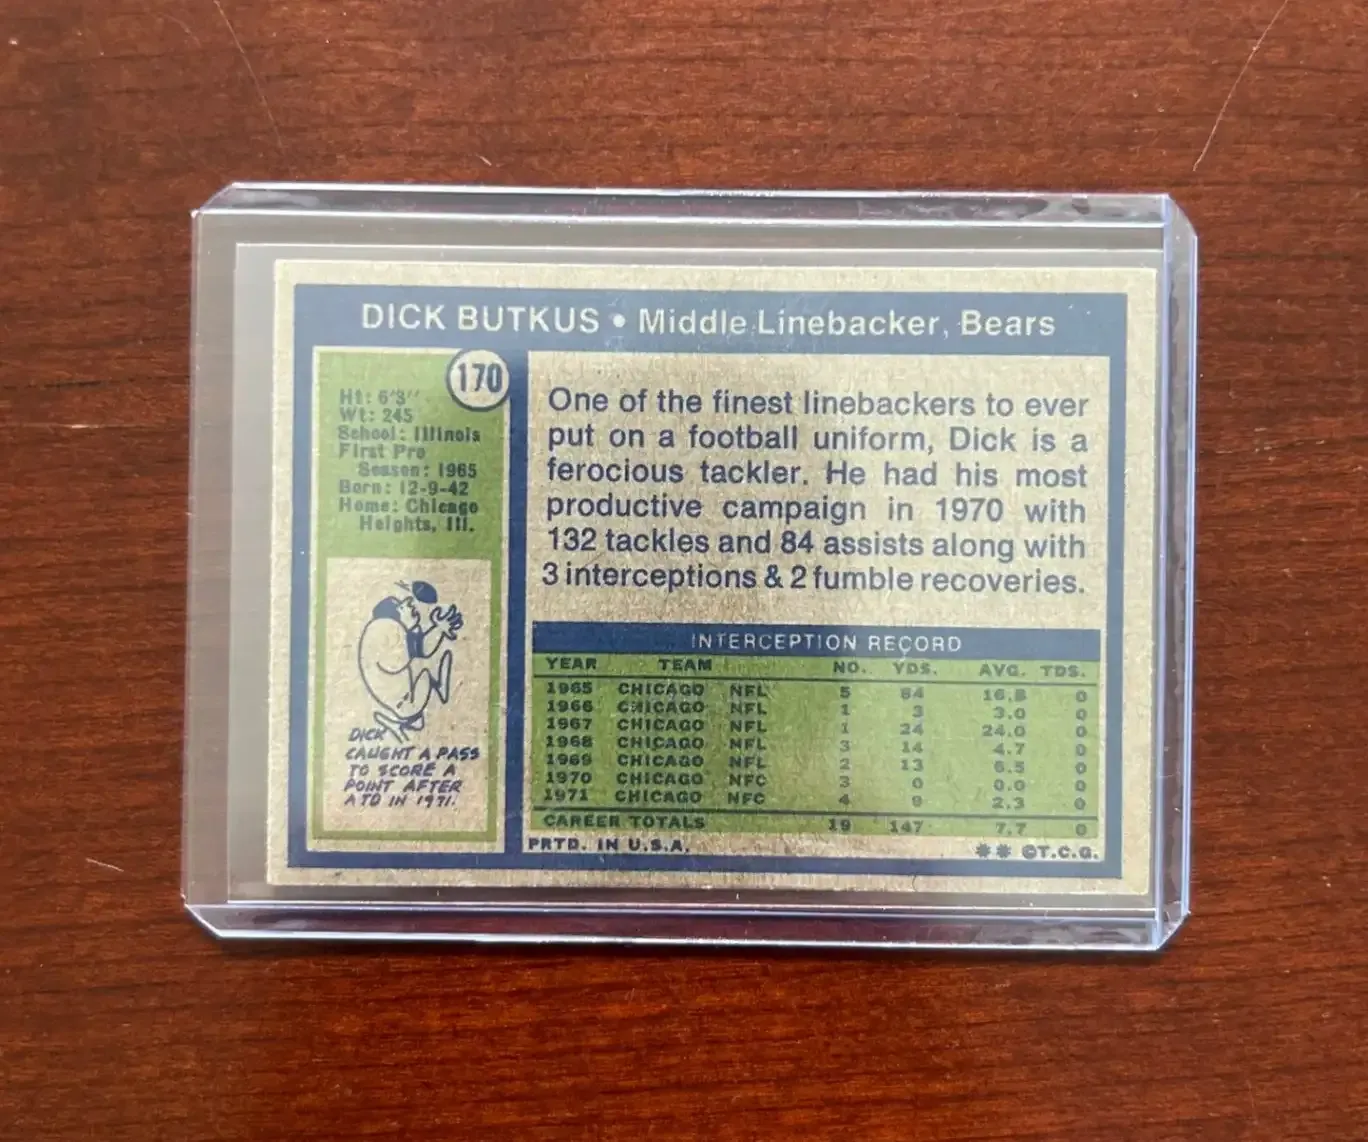 DICK BUTKUS • Middle Linebacker, Bears
170
Ht: 6'3"
Wt: 245
School: Illinois
First Pro
Season: 1965
Born: 12-9-42
Home: Chicago
Heights, Ill.
DICK
CAUGHT A PASS
TO SCORE A
POINT AFTER
A TD IN 1971.
One of the finest linebackers to ever
put on a football uniform, Dick is a
ferocious tackler. He had his most
productive campaign in 1970 with
132 tackles and 84 assists along with
3 interceptions & 2 fumble recoveries.
INTERCEPTION RECORD
YEAR TEAM NO. YDS. AVG. TDS.
1965 CHICAGO NFL 5 84 16.8 0
1966 CHICAGO NFL 1 3 3.0 0
1967 CHICAGO NFL 1 24 24.0 0
1968 CHICAGO NFL 3 14 4.7 0
1969 CHICAGO NFL 2 13 6.5 0
1970 CHICAGO NFC 3 0 0.0 0
1971 CHICAGO NFC 4 9 2.3 0
CAREER TOTALS 19 147 7.7 0
PRTD. IN U.S.A. ** ©T.C.G.